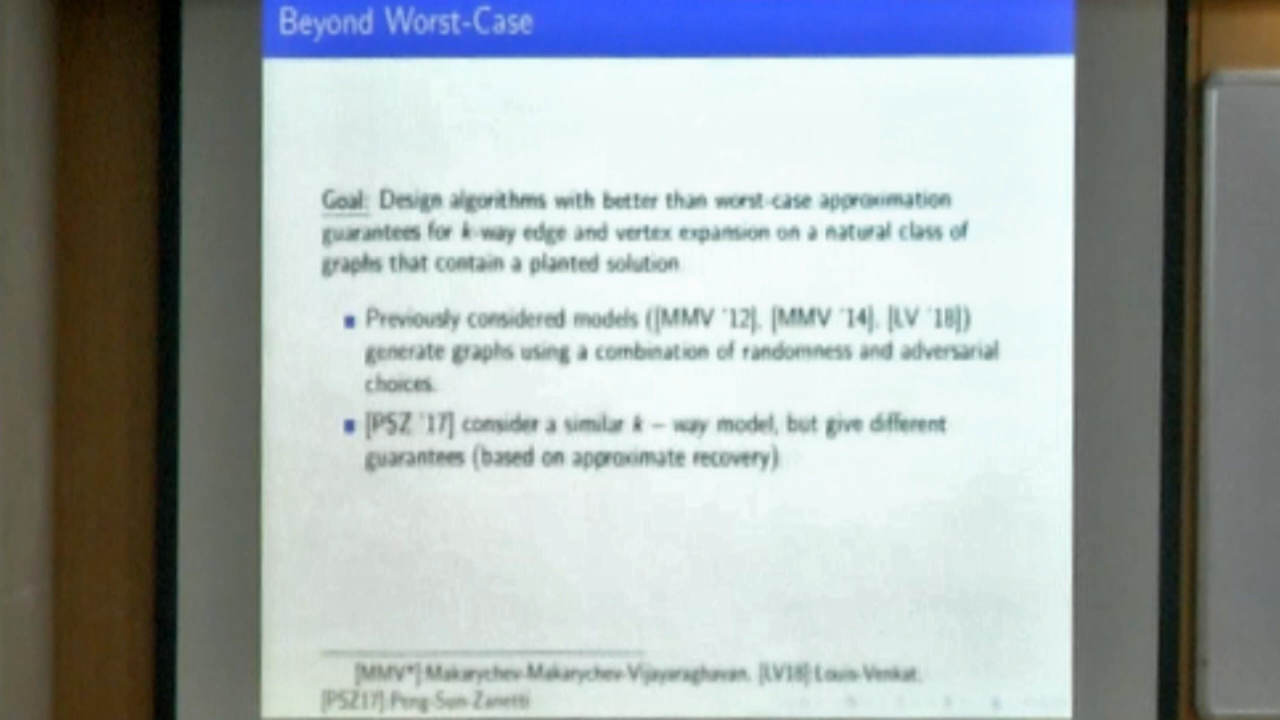 Beyond Worst-Case
Goal: Design algorithms with better than worst-case approximation
guarantees for k-way edge and vertex expansion on a natural class of
graphs that contain a planted solution.
Previously considered models ([MMV '12], [MMV '14], [LV '18])
generate graphs using a combination of randomness and adversarial
choices.
[PSZ '17] consider a similar k – way model, but give different
guarantees (based on approximate recovery).
[MMV*]:Makarychev-Makarychev-Vijayaraghavan, [LV18]:Louis-Venkat,
[PSZ17]:Peng-Sun-Zanetti